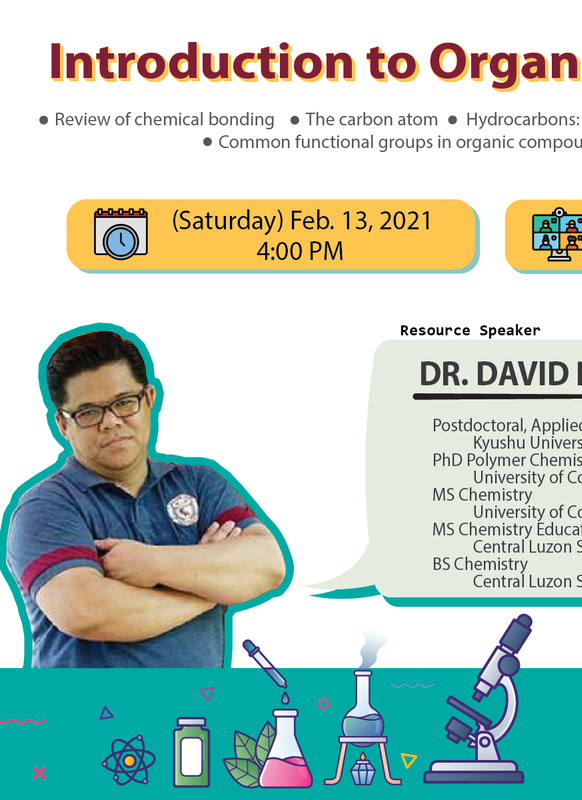 Introduction to Organ
● Review of chemical bonding ● The carbon atom ● Hydrocarbons:
● Common functional groups in organic compou
(Saturday) Feb. 13, 2021
4:00 PM
Resource Speaker
DR. DAVID
Postdoctoral, Applied
Kyushu Univers
PhD Polymer Chemis
University of Co
MS Chemistry
University of Co
MS Chemistry Educat
Central Luzon S
BS Chemistry
Central Luzon S